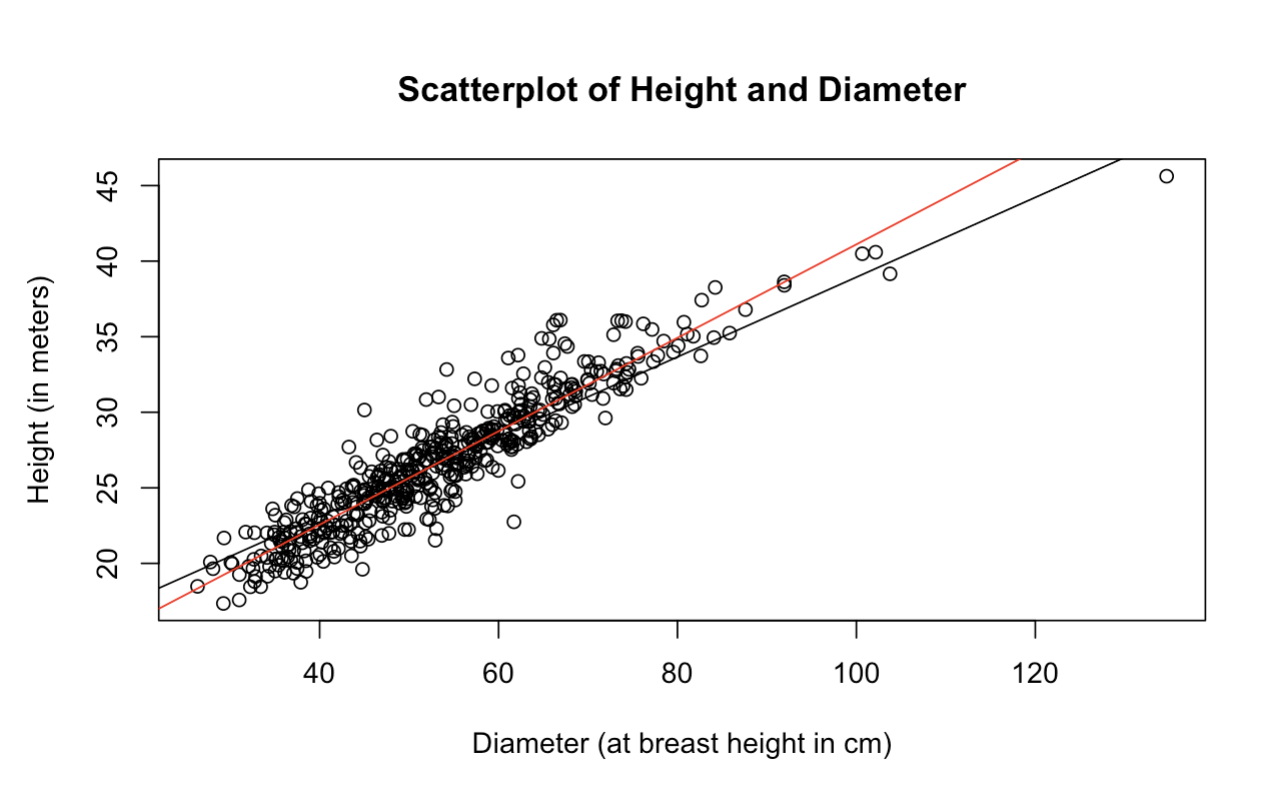 Scatterplot of Height and Diameter
Height (in meters)
45
40
35
30
25
20
40 60 80 100 120
Diameter (at breast height in cm)